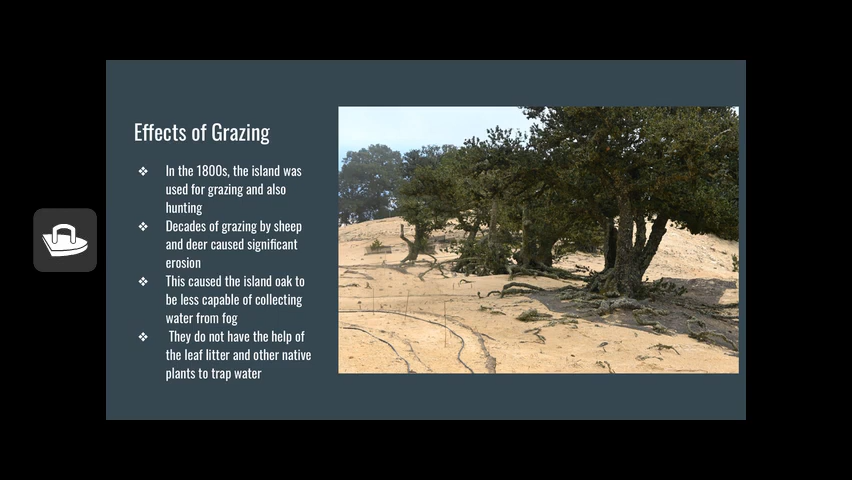 Effects of Grazing
❖ In the 1800s, the island was
used for grazing and also
hunting
❖ Decades of grazing by sheep
and deer caused significant
erosion
❖ This caused the island oak to
be less capable of collecting
water from fog
❖ They do not have the help of
the leaf litter and other native
plants to trap water